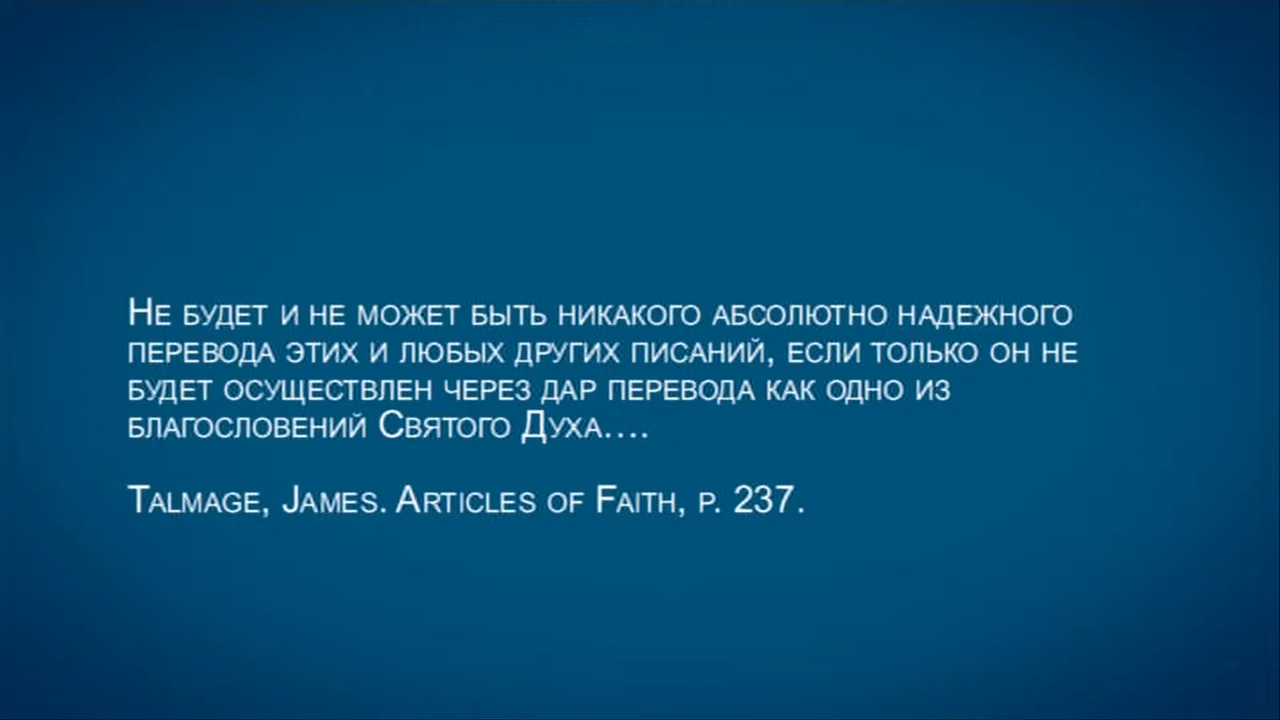 Не будет и не может быть никакого абсолютно надежного
перевода этих и любых других писаний, если только он не
будет осуществлен через дар перевода как одно из
благословений Святого Духа....
Talmage, James. Articles of Faith, p. 237.